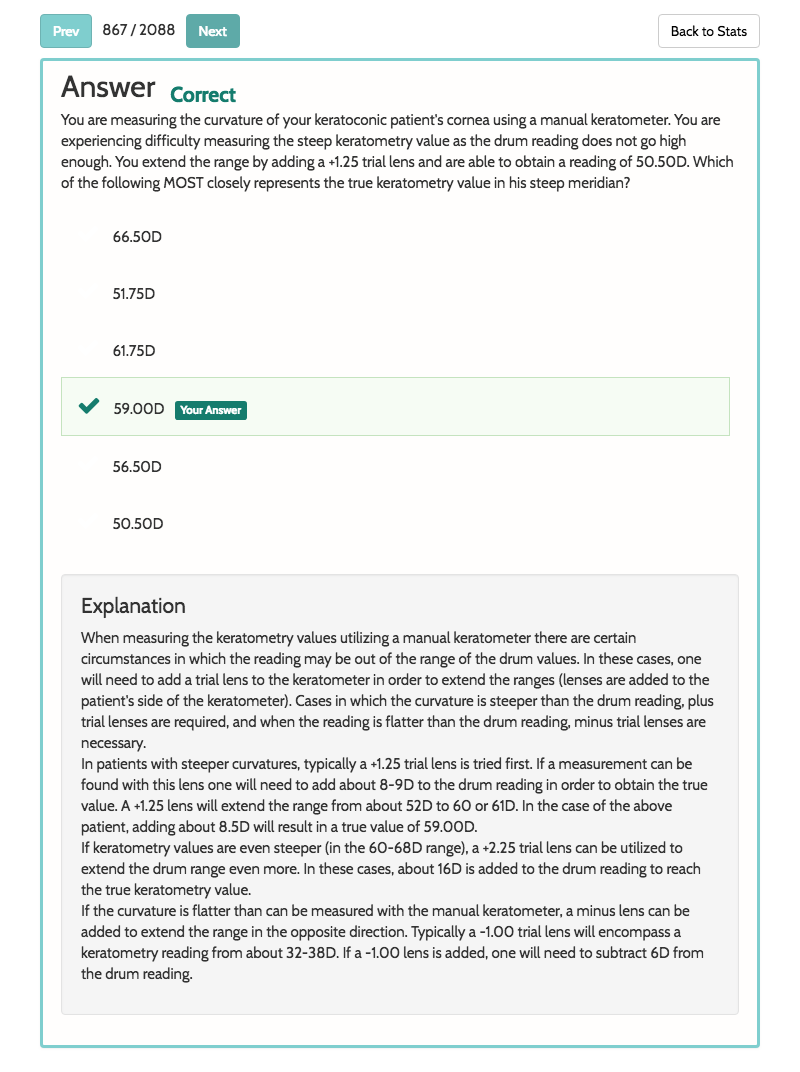 Prev 867 / 2088 Next Back to Stats
Answer Correct
You are measuring the curvature of your keratoconic patient's cornea using a manual keratometer. You are
experiencing difficulty measuring the steep keratometry value as the drum reading does not go high
enough. You extend the range by adding a +1.25 trial lens and are able to obtain a reading of 50.50D. Which
of the following MOST closely represents the true keratometry value in his steep meridian?
66.50D
51.75D
61.75D
59.00D Your Answer
56.50D
50.50D
Explanation
When measuring the keratometry values utilizing a manual keratometer there are certain
circumstances in which the reading may be out of the range of the drum values. In these cases, one
will need to add a trial lens to the keratometer in order to extend the ranges (lenses are added to the
patient's side of the keratometer). Cases in which the curvature is steeper than the drum reading, plus
trial lenses are required, and when the reading is flatter than the drum reading, minus trial lenses are
necessary.
In patients with steeper curvatures, typically a +1.25 trial lens is tried first. If a measurement can be
found with this lens one will need to add about 8-9D to the drum reading in order to obtain the true
value. A +1.25 lens will extend the range from about 52D to 60 or 61D. In the case of the above
patient, adding about 8.5D will result in a true value of 59.00D.
If keratometry values are even steeper (in the 60-68D range), a +2.25 trial lens can be utilized to
extend the drum range even more. In these cases, about 16D is added to the drum reading to reach
the true keratometry value.
If the curvature is flatter than can be measured with the manual keratometer, a minus lens can be
added to extend the range in the opposite direction. Typically a -1.00 trial lens will encompass a
keratometry reading from about 32-38D. If a -1.00 lens is added, one will need to subtract 6D from
the drum reading.